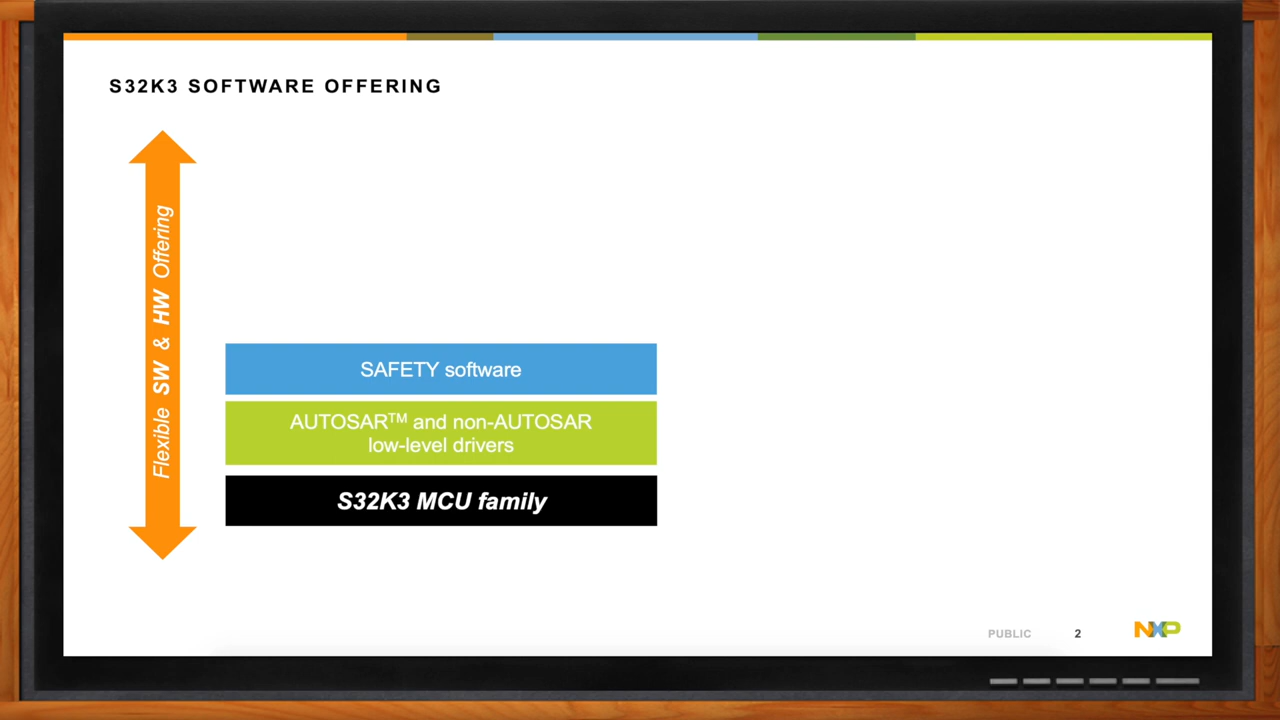 S32K3 SOFTWARE OFFERING
Flexible SW & HW Offering
SAFETY software
AUTOSAR™ and non-AUTOSAR
low-level drivers
S32K3 MCU family
PUBLIC 2
NXP